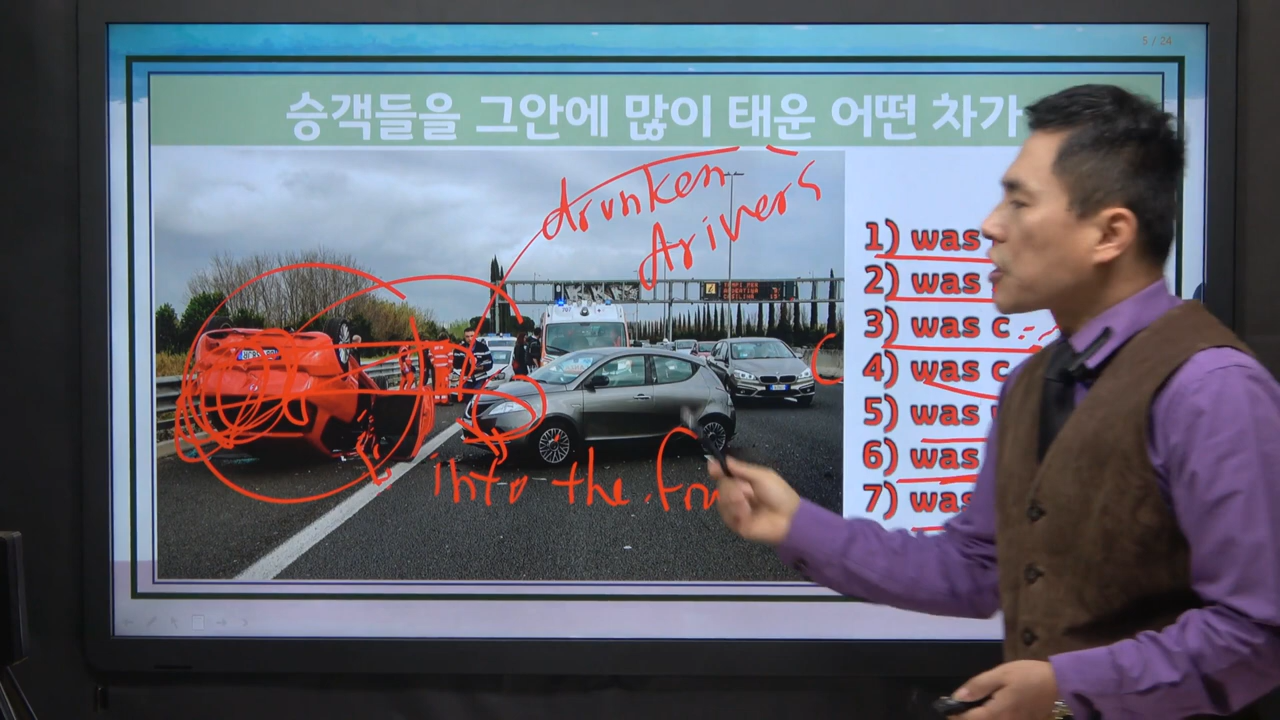 5 / 24
승객들을 그안에 많이 태운 어떤 차가
drunken
drivers
1) was
2) was
3) was c
4) was c
5) was
6) was
7) was
into the